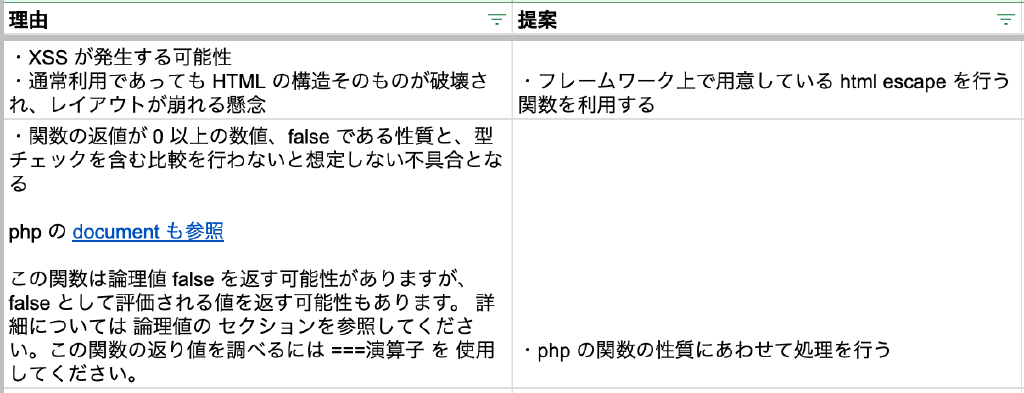 理由
提案
・XSS が発生する可能性
・通常利用であっても HTML の構造そのものが破壊さ
れ、レイアウトが崩れる懸念
・フレームワーク上で用意している html escape を行う
関数を利用する
・関数の返値が 0 以上の数値、false である性質と、型
チェックを含む比較を行わないと想定しない不具合とな
る
php の document も参照
この関数は論理値 false を返す可能性がありますが、
false として評価される値を返す可能性もあります。 詳
細については 論理値の セクションを参照してくださ
い。この関数の返り値を調べるには ===演算子 を 使用
してください。
・php の関数の性質にあわせて処理を行う